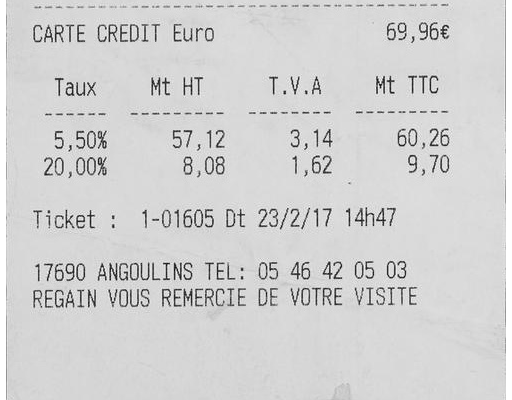 CARTE CREDIT Euro 69,96€
Taux Mt HT T.V.A Mt TTC
5,50% 57,12 3,14 60,26
20,00% 8,08 1,62 9,70
Ticket : 1-01605 Dt 23/2/17 14h47
17690 ANGOULINS TEL: 05 46 42 05 03
REGAIN VOUS REMERCIE DE VOTRE VISITE